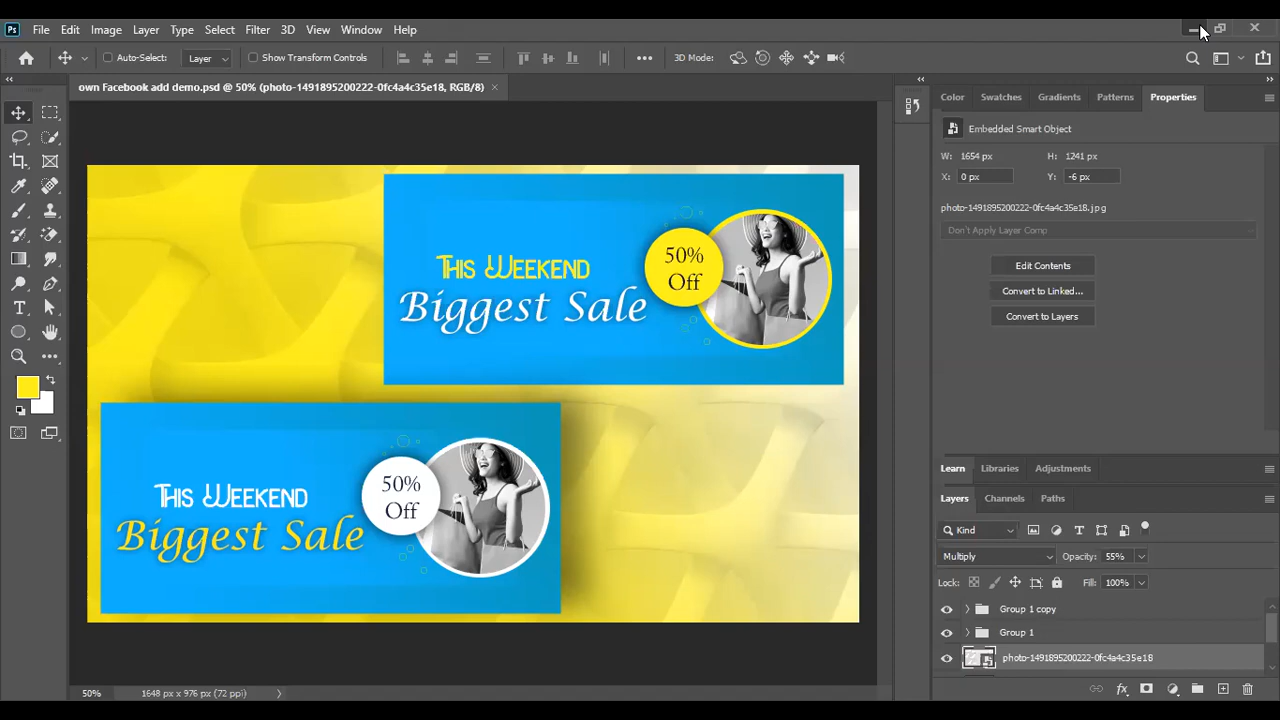 Ps File Edit Image Layer Type Select Filter 3D View Window Help
Auto-Select: Layer Show Transform Controls 3D Mode:
own Facebook add demo.psd @ 50% (photo-1491895200222-0fc4a4c35e18, RGB/8)
Color Swatches Gradients Patterns Properties
Embedded Smart Object
W: 1654 px H: 1241 px
X: 0 px Y: -6 px
photo-1491895200222-0fc4a4c35e18.jpg
Don't Apply Layer Comp
Edit Contents
Convert to Linked...
Convert to Layers
This Weekend
Biggest Sale
50%
Off
This Weekend
Biggest Sale
50%
Off
Learn Libraries Adjustments
Layers Channels Paths
Kind
Multiply Opacity: 55%
Lock: Fill: 100%
Group 1 copy
Group 1
photo-1491895200222-0fc4a4c35e18
50% 1648 px x 976 px (72 ppi)